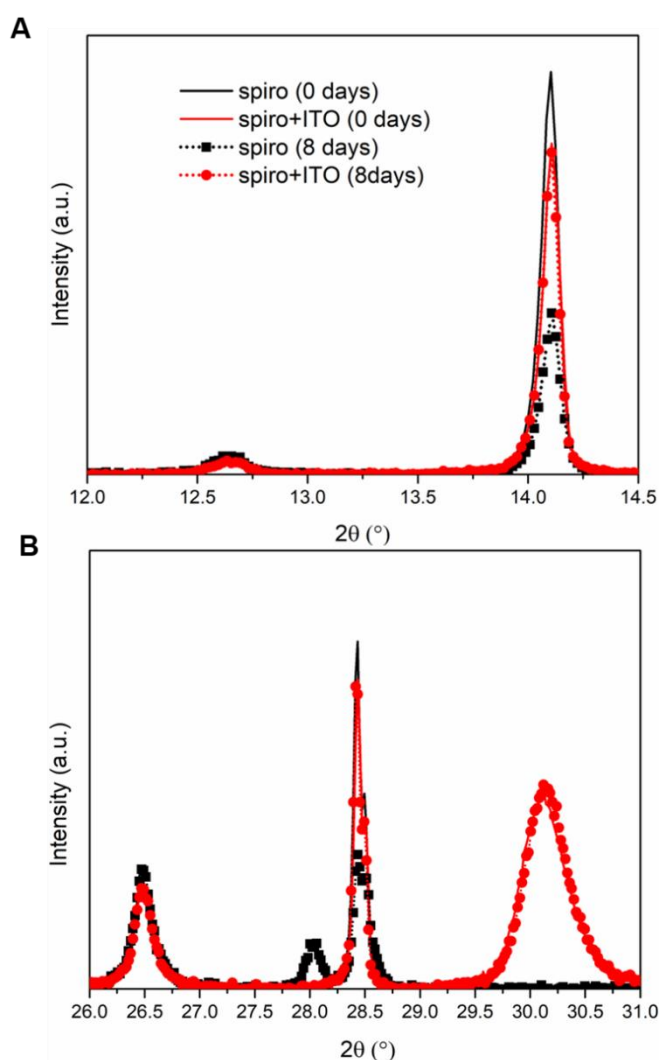 A
spiro (0 days)
spiro+ITO (0 days)
spiro (8 days)
spiro+ITO (8days)
Intensity (a.u.)
12.0 12.5 13.0 13.5 14.0 14.5
2θ (°)
B
Intensity (a.u.)
26.0 26.5 27.0 27.5 28.0 28.5 29.0 29.5 30.0 30.5 31.0
2θ (°)